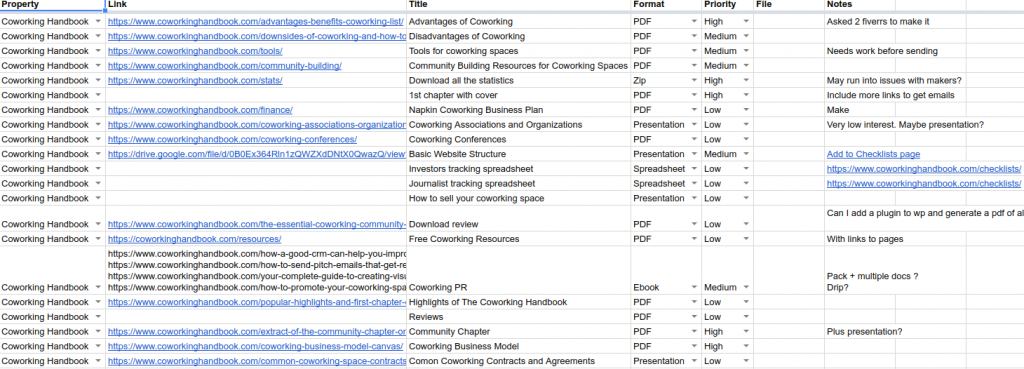 Property Link Title Format Priority File Notes
Coworking Handbook https://www.coworkinghandbook.com/advantages-benefits-coworking-list/ Advantages of Coworking PDF High Asked 2 fiverrs to make it
Coworking Handbook https://www.coworkinghandbook.com/downsides-of-coworking-and-how-to Disadvantages of Coworking PDF Medium
Coworking Handbook https://www.coworkinghandbook.com/tools/ Tools for coworking spaces PDF Medium Needs work before sending
Coworking Handbook https://www.coworkinghandbook.com/community-building/ Community Building Resources for Coworking Spaces PDF Medium
Coworking Handbook https://www.coworkinghandbook.com/stats/ Download all the statistics Zip High May run into issues with makers?
Coworking Handbook 1st chapter with cover PDF High Include more links to get emails
Coworking Handbook https://www.coworkinghandbook.com/finance/ Napkin Coworking Business Plan PDF Low Make
Coworking Handbook https://www.coworkinghandbook.com/coworking-associations-organization Coworking Associations and Organizations Presentation Low Very low interest. Maybe presentation?
Coworking Handbook https://www.coworkinghandbook.com/coworking-conferences/ Coworking Conferences PDF Low
Coworking Handbook https://drive.google.com/file/d/0B0Ex364Rln1zQWZXdDNtX0QwazQ/view Basic Website Structure Presentation Medium Add to Checklists page
Coworking Handbook Investors tracking spreadsheet Spreadsheet Low https://www.coworkinghandbook.com/checklists/
Coworking Handbook Journalist tracking spreadsheet Spreadsheet Low https://www.coworkinghandbook.com/checklists/
Coworking Handbook How to sell your coworking space Presentation Low
Can I add a plugin to wp and generate a pdf of al
Coworking Handbook https://www.coworkinghandbook.com/the-essential-coworking-community- Download review PDF Low
Coworking Handbook https://coworkinghandbook.com/resources/ Free Coworking Resources PDF Low With links to pages
https://www.coworkinghandbook.com/how-a-good-crm-can-help-you-impro
https://www.coworkinghandbook.com/how-to-send-pitch-emails-that-get-re
https://www.coworkinghandbook.com/your-complete-guide-to-creating-visu Pack + multiple docs ?
Coworking Handbook https://www.coworkinghandbook.com/how-to-promote-your-coworking-spa Coworking PR Ebook Medium Drip?
Coworking Handbook https://www.coworkinghandbook.com/popular-highlights-and-first-chapter- Highlights of The Coworking Handbook PDF Low
Coworking Handbook Reviews PDF Low
Coworking Handbook https://www.coworkinghandbook.com/extract-of-the-community-chapter-or Community Chapter PDF High Plus presentation?
Coworking Handbook https://www.coworkinghandbook.com/coworking-business-model-canvas/ Coworking Business Model PDF High
Coworking Handbook https://www.coworkinghandbook.com/common-coworking-space-contracts Comon Coworking Contracts and Agreements Presentation Low